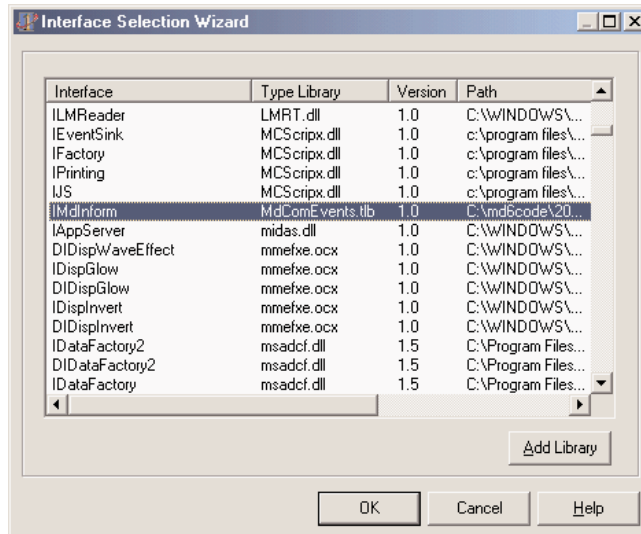 Interface Selection Wizard
Interface Type Library Version Path
ILMReader LMRT.dll 1.0 C:\WINDOWS\...
IEventSink MCScripx.dll 1.0 c:\program files\...
IFactory MCScripx.dll 1.0 c:\program files\...
IPrinting MCScripx.dll 1.0 c:\program files\...
IJS MCScripx.dll 1.0 c:\program files\...
IMdInform MdComEvents.tlb 1.0 C:\md6code\20...
IAppServer midas.dll 1.0 C:\WINDOWS\...
DIDispWaveEffect mmefxe.ocx 1.0 C:\WINDOWS\...
IDispGlow mmefxe.ocx 1.0 C:\WINDOWS\...
DIDispGlow mmefxe.ocx 1.0 C:\WINDOWS\...
IDispInvert mmefxe.ocx 1.0 C:\WINDOWS\...
DIDispInvert mmefxe.ocx 1.0 C:\WINDOWS\...
IDataFactory2 msadcf.dll 1.5 C:\Program Files...
DIDataFactory2 msadcf.dll 1.5 C:\Program Files...
IDataFactory msadcf.dll 1.5 C:\Program Files...
Add Library
OK Cancel Help